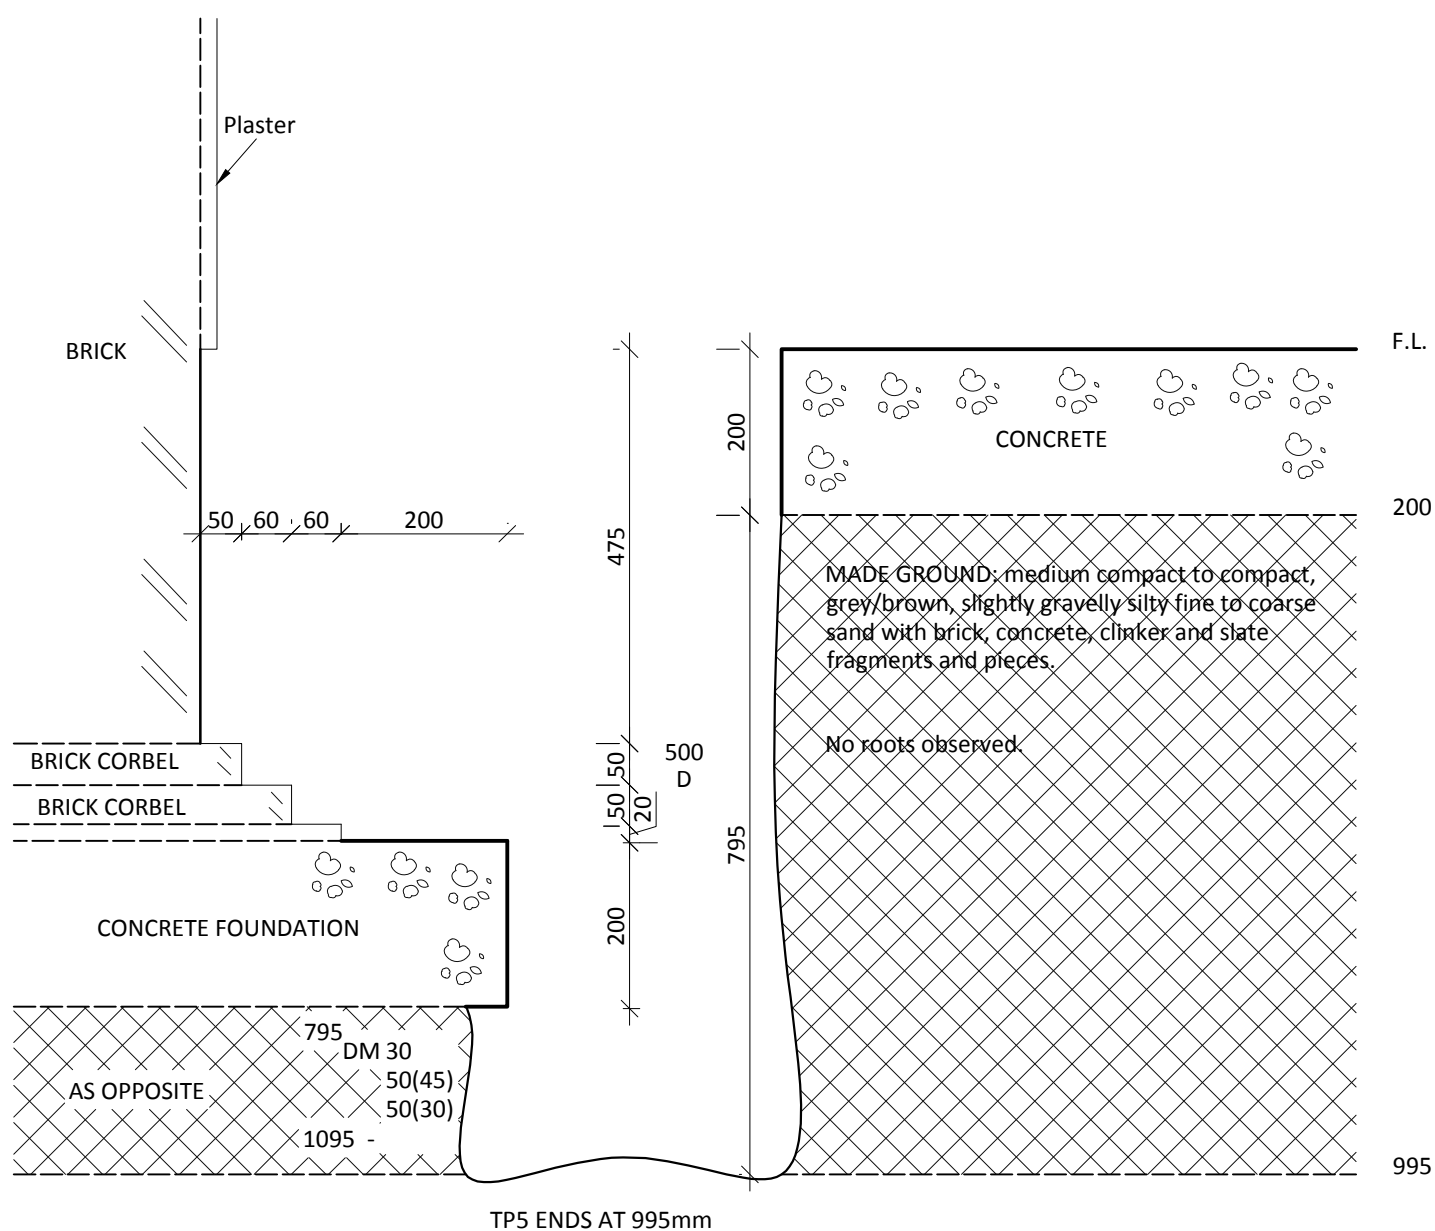 Plaster
BRICK
F.L.
200
CONCRETE
200
50 60 60 200
475
MADE GROUND: medium compact to compact,
grey/brown, slightly gravelly silty fine to coarse
sand with brick, concrete, clinker and slate
fragments and pieces.
No roots observed.
BRICK CORBEL
50
500
D
BRICK CORBEL
50
20
795
CONCRETE FOUNDATION
200
795
DM 30
50(45)
50(30)
1095 -
AS OPPOSITE
995
TP5 ENDS AT 995mm